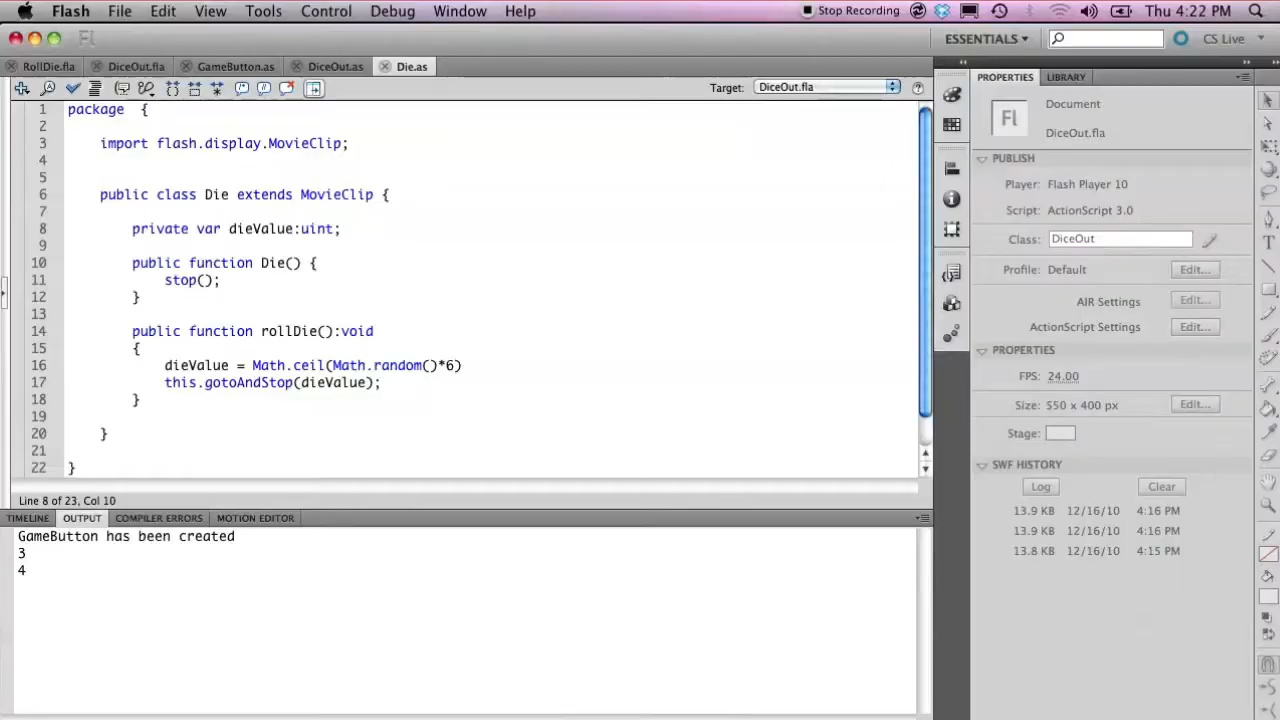 Flash File Edit View Tools Control Debug Window Help Stop Recording Thu 4:22 PM
Fl ESSENTIALS CS Live
RollDie.fla DiceOut.fla GameButton.as DiceOut.as Die.as
Target: DiceOut.fla
1 package {
2
3 import flash.display.MovieClip;
4
5
6 public class Die extends MovieClip {
7
8 private var dieValue:uint;
9
10 public function Die() {
11 stop();
12 }
13
14 public function rollDie():void
15 {
16 dieValue = Math.ceil(Math.random()*6)
17 this.gotoAndStop(dieValue);
18 }
19
20 }
21
22 }
Line 8 of 23, Col 10
TIMELINE OUTPUT COMPILER ERRORS MOTION EDITOR
GameButton has been created
3
4
PROPERTIES LIBRARY
Fl
Document
DiceOut.fla
PUBLISH
Player: Flash Player 10
Script: ActionScript 3.0
Class: DiceOut
Profile: Default Edit...
AIR Settings Edit...
ActionScript Settings Edit...
PROPERTIES
FPS: 24.00
Size: 550 x 400 px Edit...
Stage:
SWF HISTORY
Log Clear
13.9 KB 12/16/10 4:16 PM
13.9 KB 12/16/10 4:16 PM
13.8 KB 12/16/10 4:15 PM